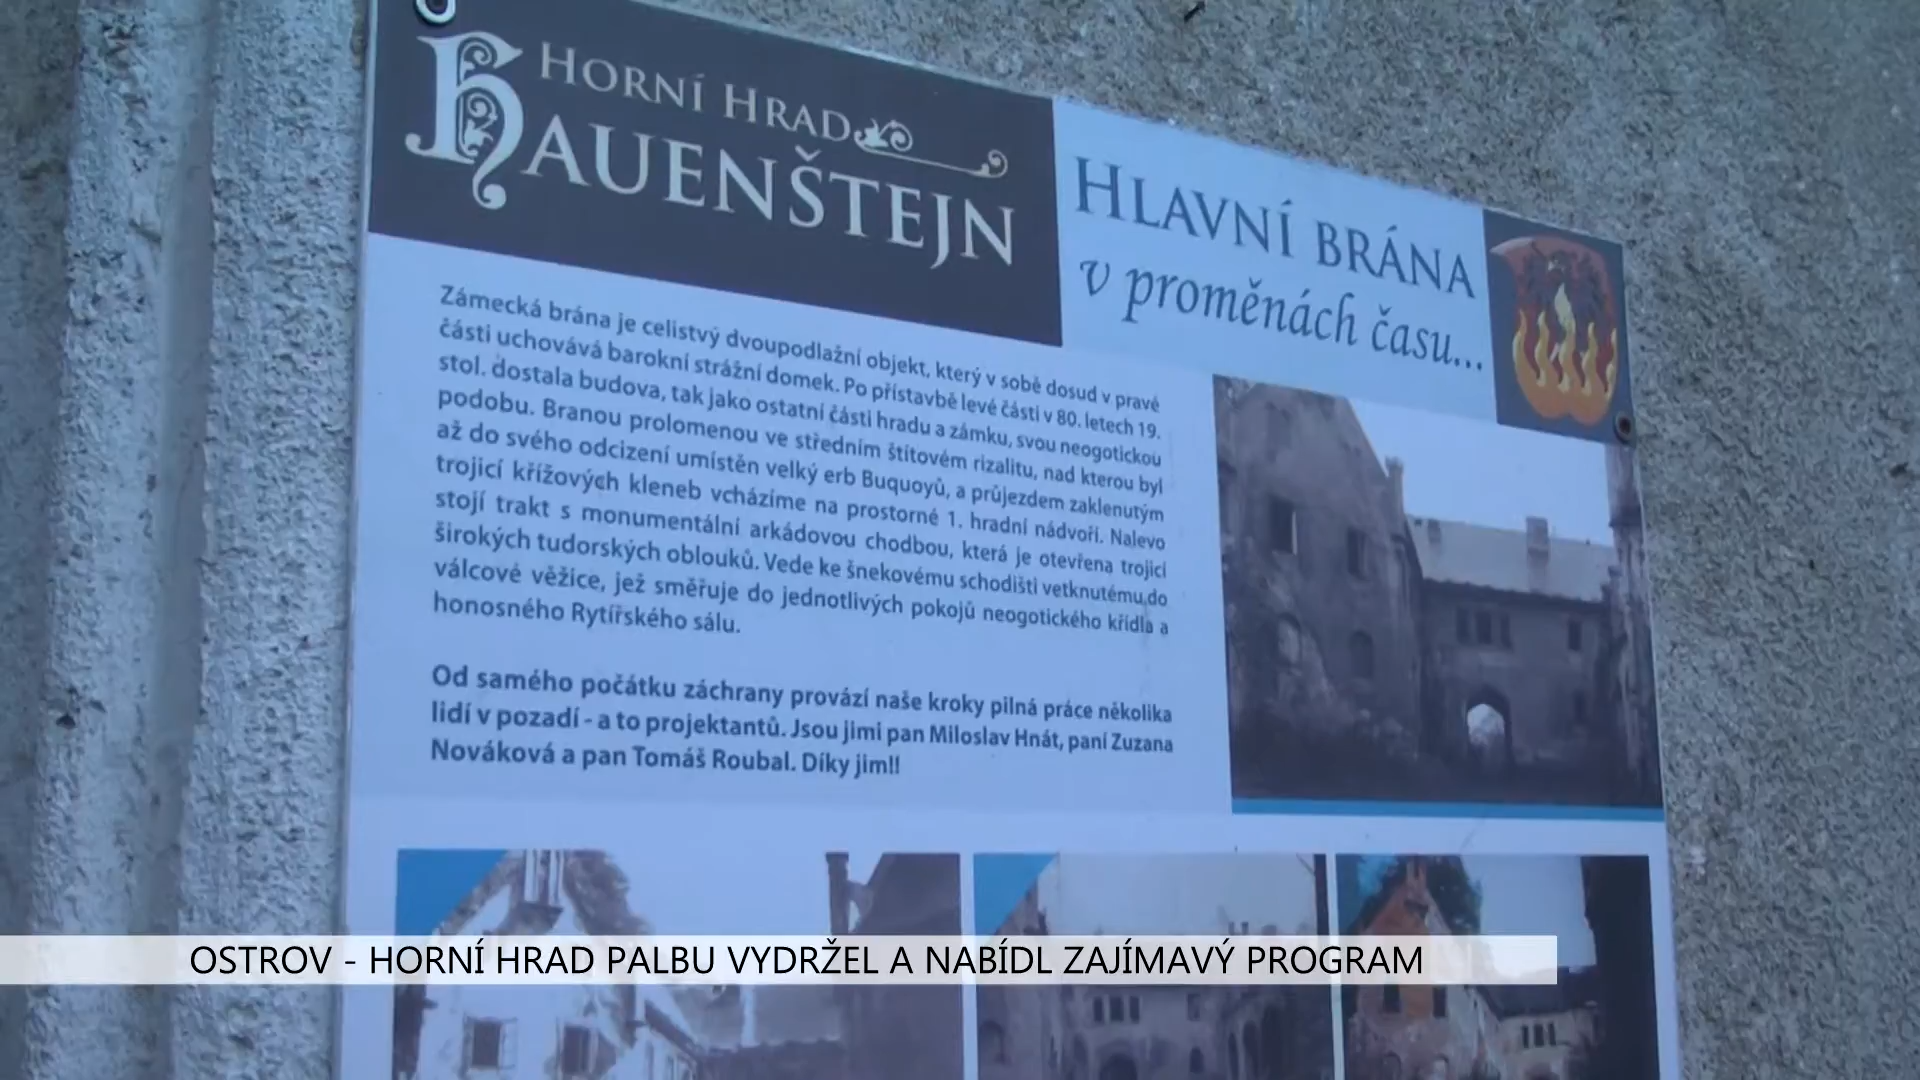 HORNÍ HRAD
HAUENŠTEJN
HLAVNÍ BRÁNA
v proměnách času...
Zámecká brána je celistvý dvoupodlažní objekt, který v sobě dosud v pravé
části uchovává barokní strážní domek. Po přístavbě levé části v 80. letech 19.
stol. dostala budova, tak jako ostatní části hradu a zámku, svou neogotickou
podobu. Branou prolomenou ve středním štítovém rizalitu, nad kterou byl
až do svého odcizení umístěn velký erb Buquoyů, a průjezdem zaklenutým
trojicí křížových kleneb vcházíme na prostorné 1. hradní nádvoří. Nalevo
stojí trakt s monumentální arkádovou chodbou, která je otevřena trojicí
širokých tudorských oblouků. Vede ke šnekovému schodišti vetknutému do
válcové věžice, jež směřuje do jednotlivých pokojů neogotického křídla a
honosného Rytířského sálu.
Od samého počátku záchrany provází naše kroky pilná práce několika
lidí v pozadí - a to projektantů. Jsou jimi pan Miloslav Hnát, paní Zuzana
Nováková a pan Tomáš Roubal. Díky jim!!
OSTROV - HORNÍ HRAD PALBU VYDRŽEL A NABÍDL ZAJÍMAVÝ PROGRAM